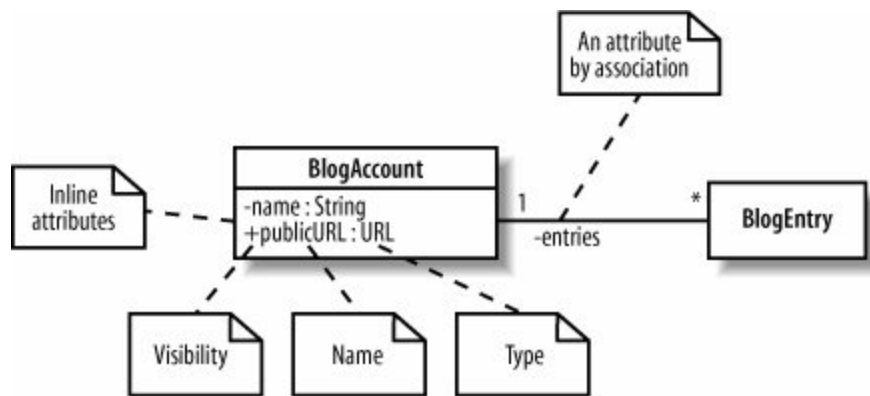 An attribute
by association
BlogAccount
Inline
attributes
-name : String
+publicURL : URL
1
-entries
*
BlogEntry
Visibility
Name
Type